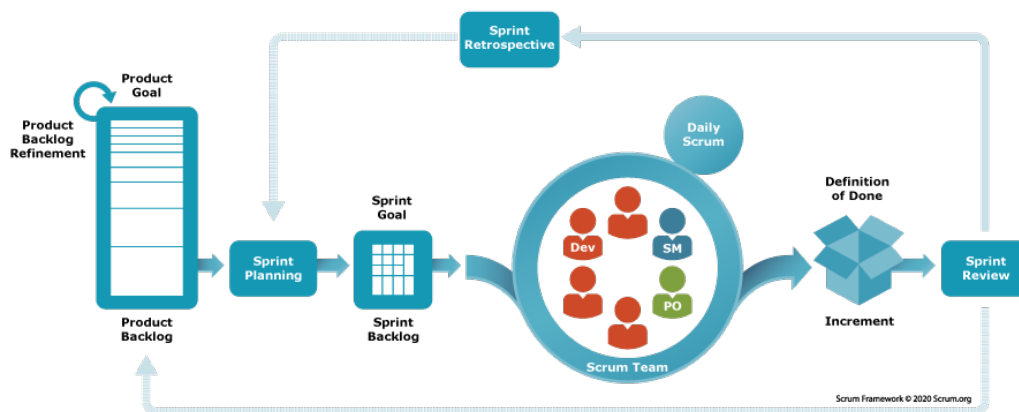 Sprint
Retrospective
Product
Goal
Product
Backlog
Refinement
Daily
Scrum
Sprint
Goal
Definition
of Done
Dev
SM
PO
Sprint
Planning
Sprint
Review
Product
Backlog
Sprint
Backlog
Increment
Scrum Team
Scrum Framework © 2020 Scrum.org